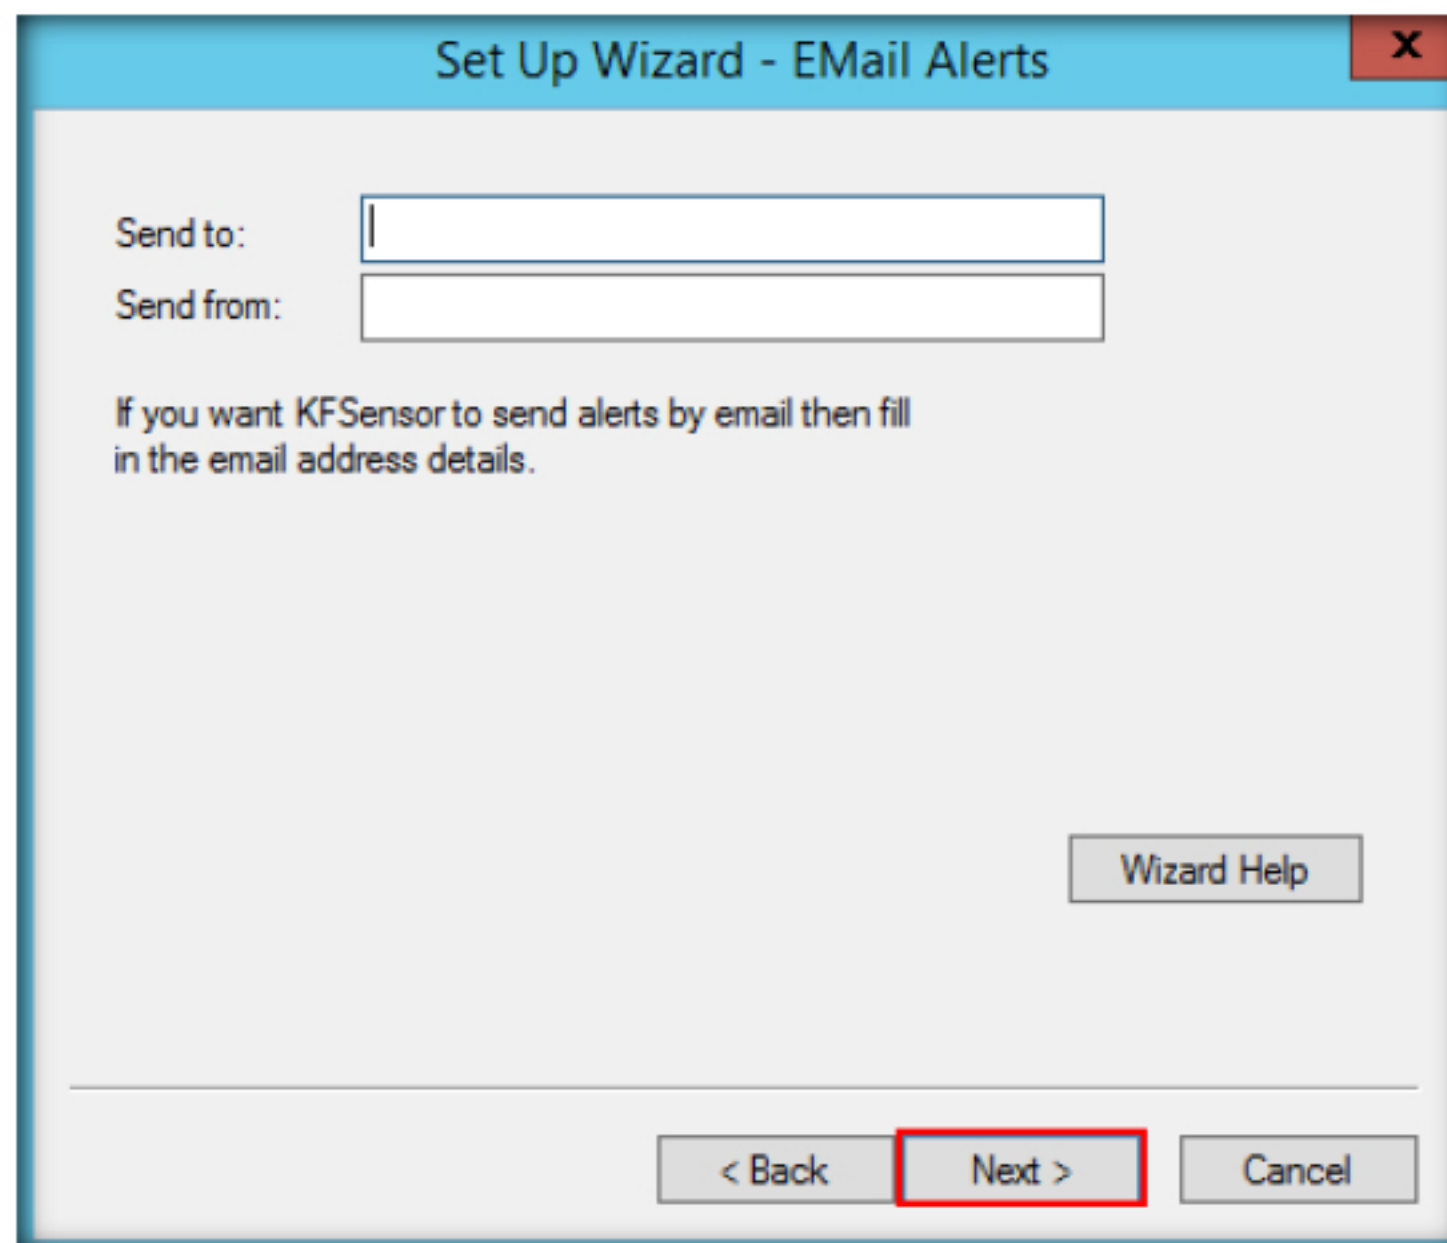 Set Up Wizard - EMail Alerts
x
Send to:
Send from:
If you want KFSensor to send alerts by email then fill
in the email address details.
Wizard Help
< Back
Next >
Cancel